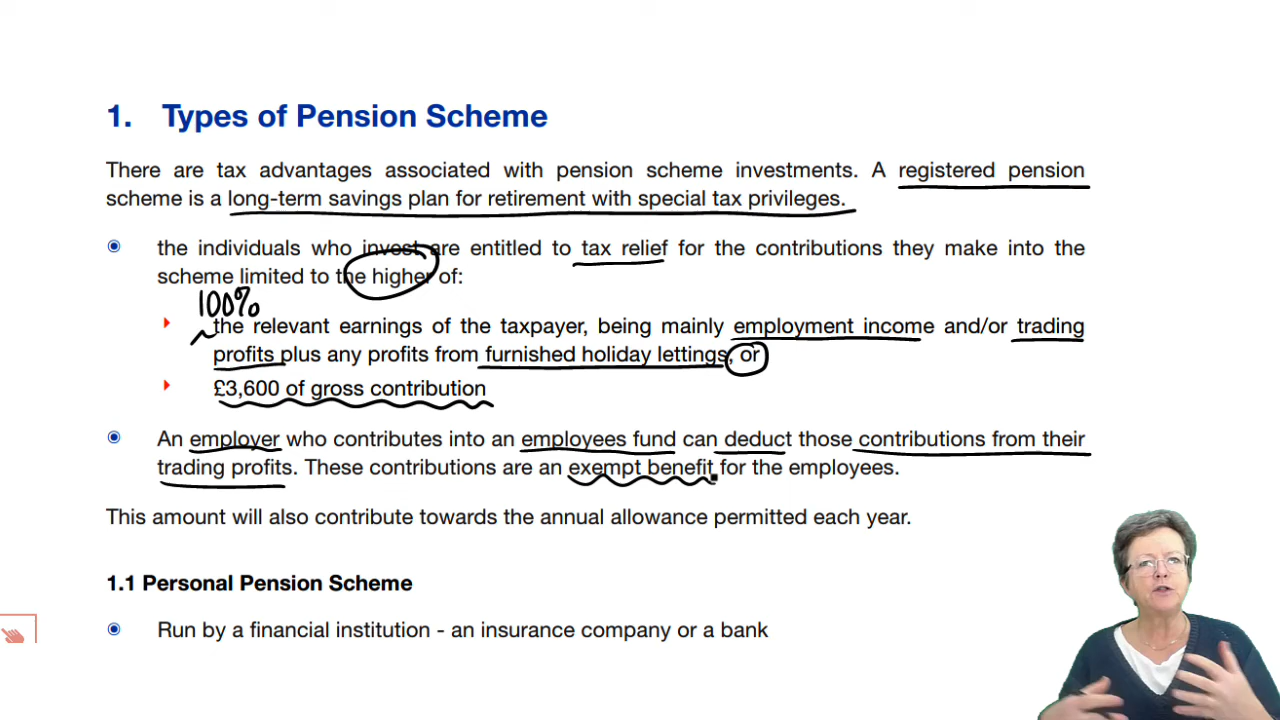 1. Types of Pension Scheme
There are tax advantages associated with pension scheme investments. A registered pension
scheme is a long-term savings plan for retirement with special tax privileges.
the individuals who invest are entitled to tax relief for the contributions they make into the
scheme limited to the higher of:
100%
the relevant earnings of the taxpayer, being mainly employment income and/or trading
profits plus any profits from furnished holiday lettings, or
£3,600 of gross contribution
An employer who contributes into an employees fund can deduct those contributions from their
trading profits. These contributions are an exempt benefit for the employees.
This amount will also contribute towards the annual allowance permitted each year.
1.1 Personal Pension Scheme
Run by a financial institution - an insurance company or a bank